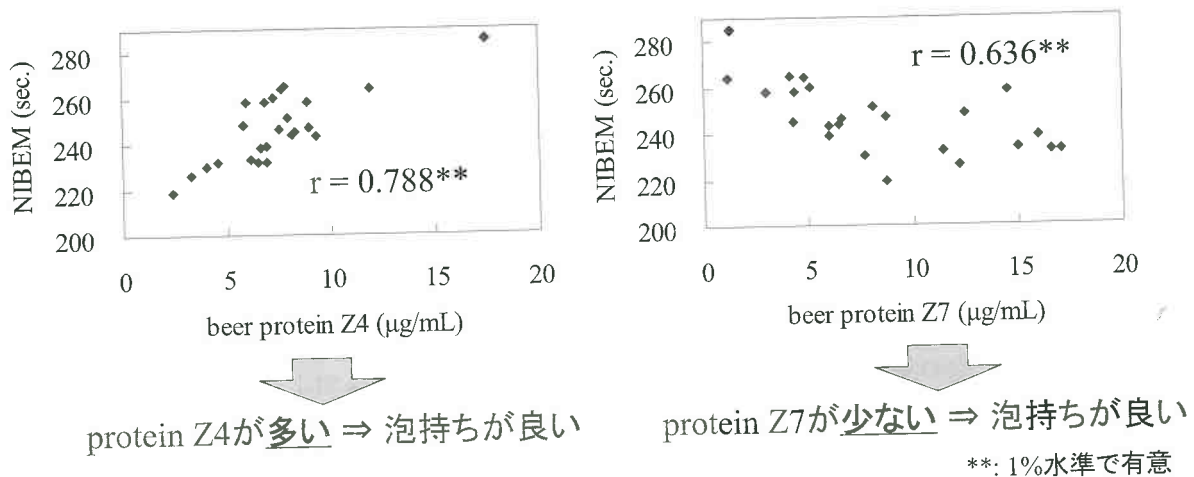 NIBEM (sec.)
280
260
240
220
200
r = 0.788**
0
5
10
15
20
beer protein Z4 (μg/mL)
protein Z4が多い ⇒ 泡持ちが良い
NIBEM (sec.)
280
260
240
220
200
r = 0.636**
0
5
10
15
20
beer protein Z7 (μg/mL)
protein Z7が少ない ⇒ 泡持ちが良い
**: 1%水準で有意